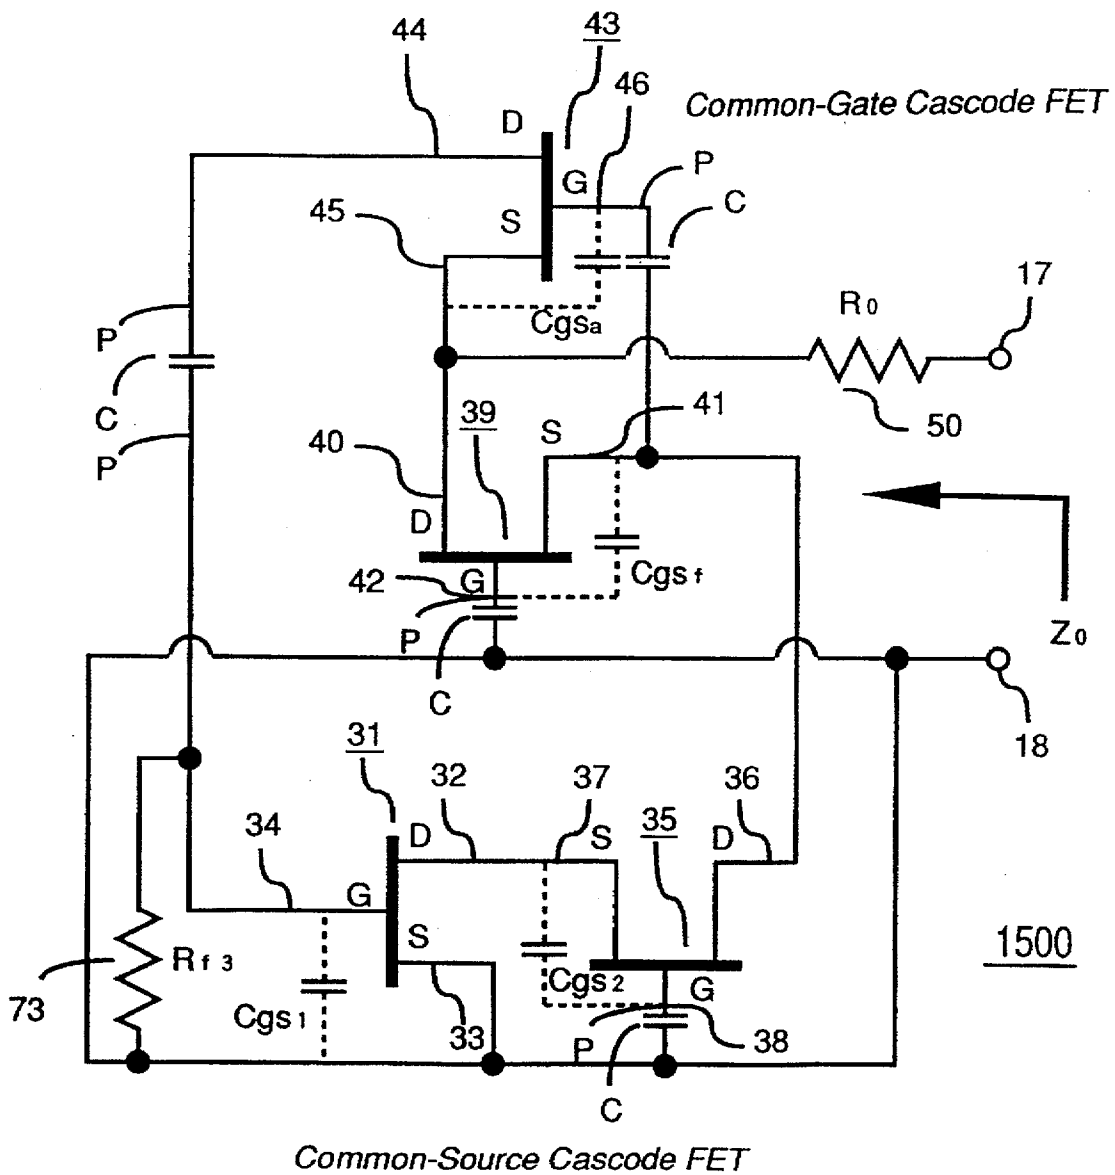 44
43
46
Common-Gate Cascode FET
D
G
P
C
45
S
17
R0
Cgsa
P
C
P
50
39
S
41
40
D
G
Cgsf
42
P
C
Z0
18
31
32
37
36
D
S
35
D
34
G
S
Rf3
Cgs2
G
1500
73
Cgs1
33
P
38
C
Common-Source Cascode FET